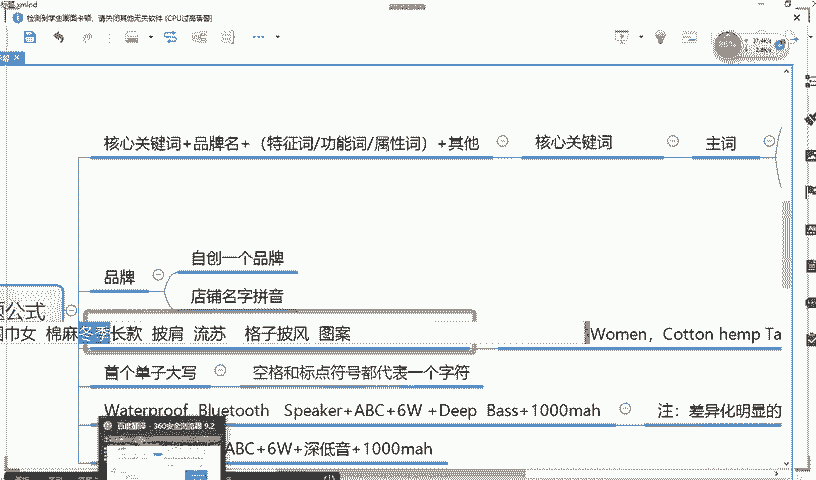 标题.xmind
检测到学生端图卡顿，请关闭其他无关软件 (CPU过高告警)
核心关键词+品牌名+（特征词/功能词/属性词）+其他
核心关键词
主词
自创一个品牌
品牌
店铺名字拼音
公式
巾女 棉麻冬季长款 披肩 流苏 格子披风 图案
Women，Cotton hemp Ta
首个单子大写
空格和标点符号都代表一个字符
Waterproof Bluetooth Speaker+ABC+6W +Deep Bass+1000mah
注：差异化明显的
百度翻译 - 360安全浏览器 9.2
ABC+6W+深低音+1000mah